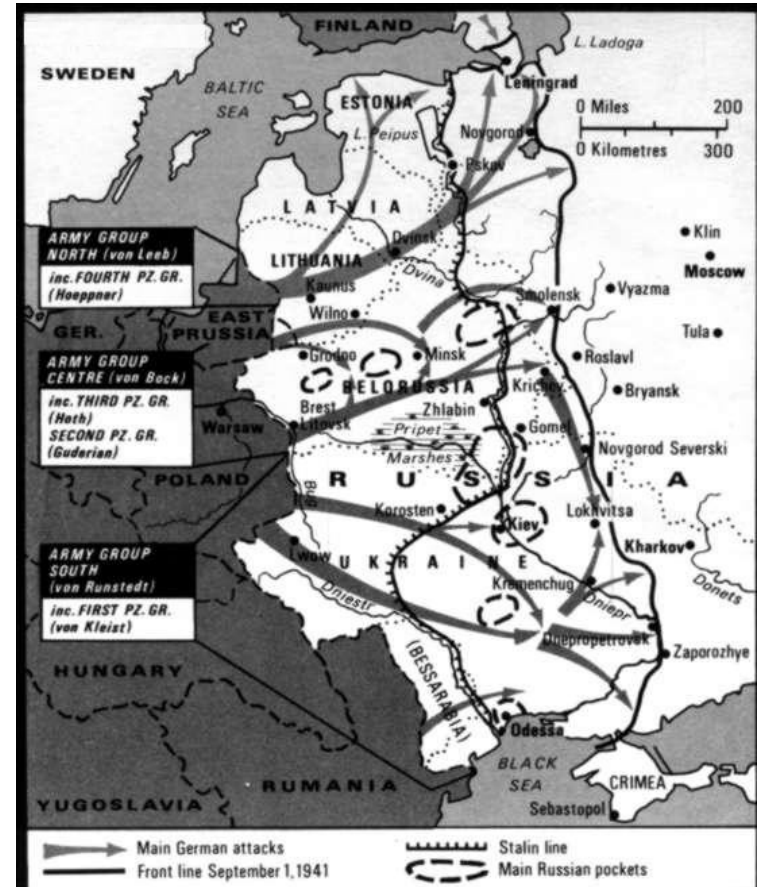 FINLAND
L. Ladoga
SWEDEN
BALTIC
SEA
Leningrad
ESTONIA
0 Miles 200
0 Kilometres 300
L. Peipus
Novgorod
Pskov
LATVIA
Klin
Moscow
ARMY GROUP
NORTH (von Leeb)
inc. FOURTH PZ. GR.
(Hoeppner)
Dvinsk
LITHUANIA
Dvina
Kaunus
Smolensk
Vyazma
EAST
PRUSSIA
GER.
Wilno
Tula
Grodoo
Minsk
Roslavl
ARMY GROUP
CENTRE (von Bock)
inc. THIRD PZ. GR.
(Hoth)
SECOND PZ. GR.
(Guderian)
BELORUSSIA
Krichev
Bryansk
Brest
Litovsk
Zhlabin
Warsaw
Pripet
Marshes
Gomel
Novgorod Severski
POLAND
RUSSIA
Bug
Korosten
Kiev
Lokhvitsa
Kharkov
ARMY GROUP
SOUTH
(von Runstedt)
inc. FIRST PZ. GR.
(von Kleist)
Lwow
UKRAINE
Kremenchug
Donets
Dniestr
Dniepr
Dnepropetrovsk
Zaporozhye
HUNGARY
(BESSARABIA)
Odessa
RUMANIA
BLACK
SEA
CRIMEA
YUGOSLAVIA
Sebastopol
Main German attacks
Stalin line
Front line September 1, 1941
Main Russian pockets